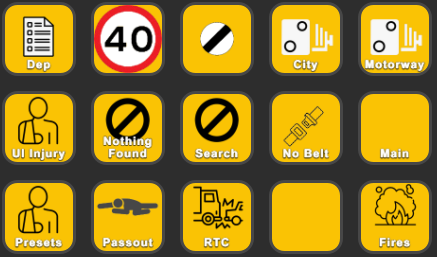 Dep
40
City
Motorway
UI Injury
Nothing
Found
Search
No Belt
Main
Presets
Passout
RTC
Fires